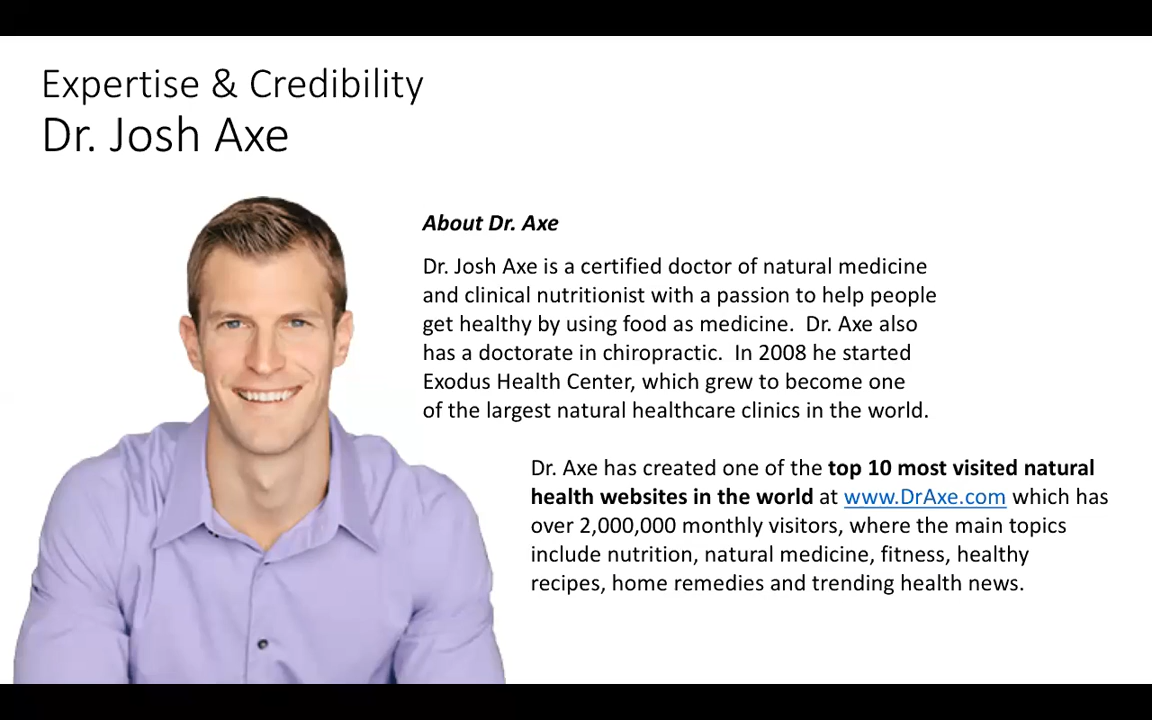 Expertise & Credibility
Dr. Josh Axe
About Dr. Axe
Dr. Josh Axe is a certified doctor of natural medicine
and clinical nutritionist with a passion to help people
get healthy by using food as medicine.  Dr. Axe also
has a doctorate in chiropractic.  In 2008 he started
Exodus Health Center, which grew to become one
of the largest natural healthcare clinics in the world.
Dr. Axe has created one of the top 10 most visited natural
health websites in the world at www.DrAxe.com which has
over 2,000,000 monthly visitors, where the main topics
include nutrition, natural medicine, fitness, healthy
recipes, home remedies and trending health news.